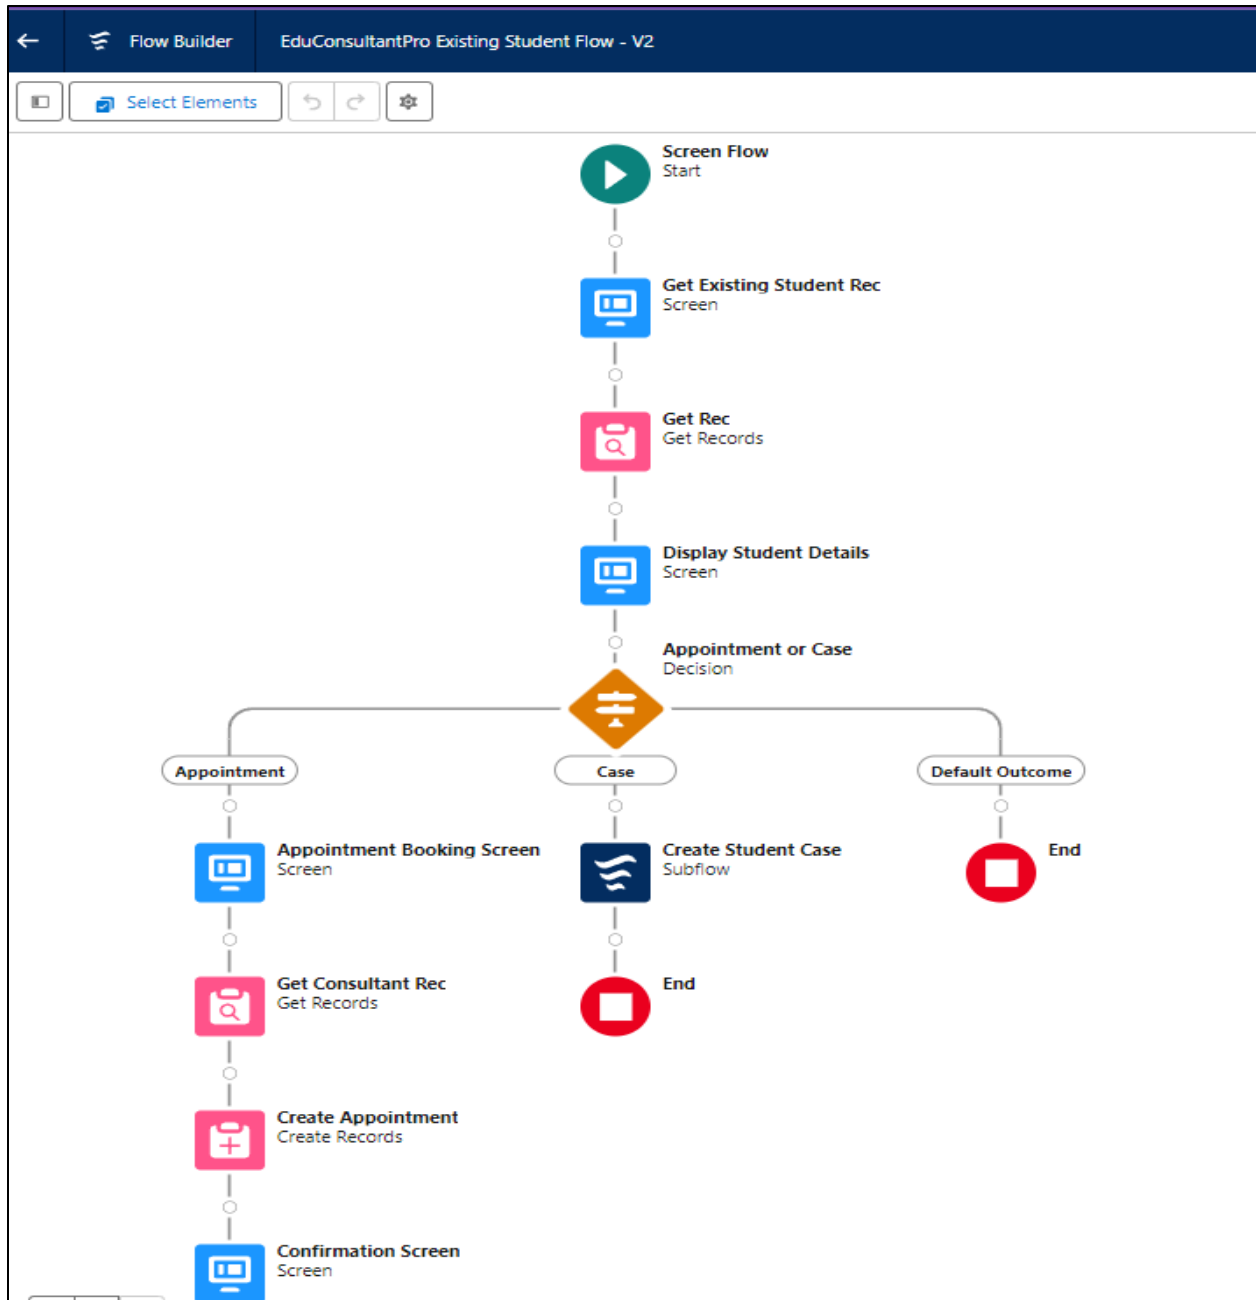 Flow Builder
EduConsultantPro Existing Student Flow - V2
Select Elements
Screen Flow
Start
Get Existing Student Rec
Screen
Get Rec
Get Records
Display Student Details
Screen
Appointment or Case
Decision
Appointment
Case
Default Outcome
Appointment Booking Screen
Screen
Create Student Case
Subflow
End
Get Consultant Rec
Get Records
End
Create Appointment
Create Records
Confirmation Screen
Screen